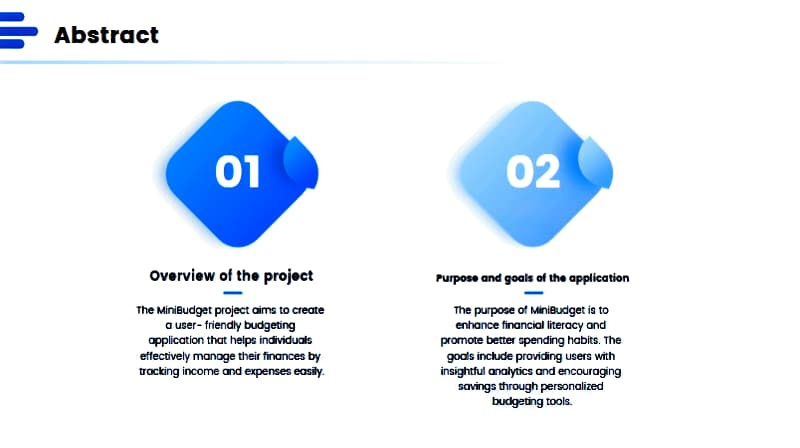 Abstract
01
02
Overview of the project
The MiniBudget project aims to create
a user- friendly budgeting
application that helps individuals
effectively manage their finances by
tracking income and expenses easily.
Purpose and goals of the application
The purpose of MiniBudget is to
enhance financial literacy and
promote better spending habits. The
goals include providing users with
insightful analytics and encouraging
savings through personalized
budgeting tools.